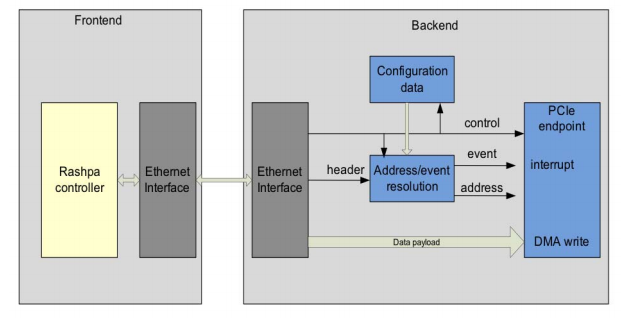 Frontend
Backend
Rashpa
controller
Ethernet
Interface
Ethernet
Interface
Configuration
data
control
header
Address/event
resolution
event
address
PCIe
endpoint
interrupt
Data payload
DMA write